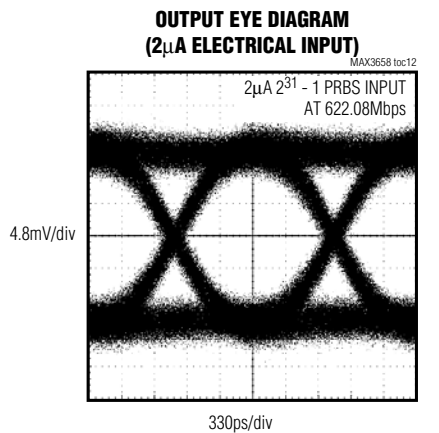 OUTPUT EYE DIAGRAM
(2μA ELECTRICAL INPUT)
MAX3658 toc12
2μA 2³¹ - 1 PRBS INPUT
AT 622.08Mbps
4.8mV/div
330ps/div